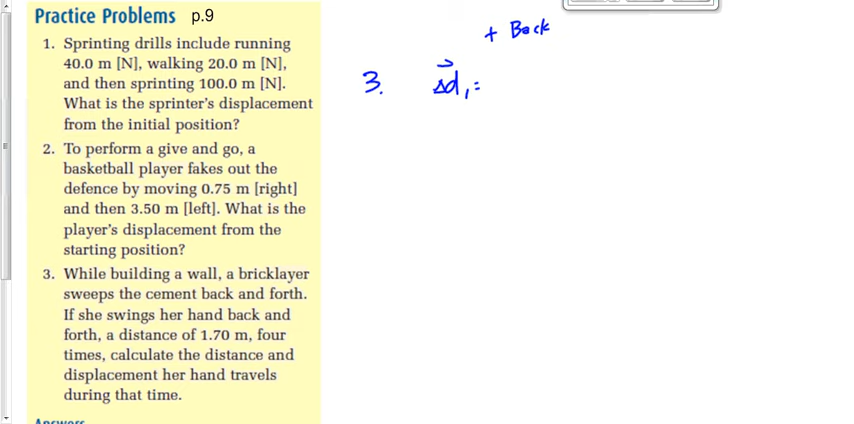 Practice Problems p.9
1. Sprinting drills include running
40.0 m [N], walking 20.0 m [N],
and then sprinting 100.0 m [N].
What is the sprinter's displacement
from the initial position?
2. To perform a give and go, a
basketball player fakes out the
defence by moving 0.75 m [right]
and then 3.50 m [left]. What is the
player's displacement from the
starting position?
3. While building a wall, a bricklayer
sweeps the cement back and forth.
If she swings her hand back and
forth, a distance of 1.70 m, four
times, calculate the distance and
displacement her hand travels
during that time.
Answers
+ Back
3. Δd⃗₁ =